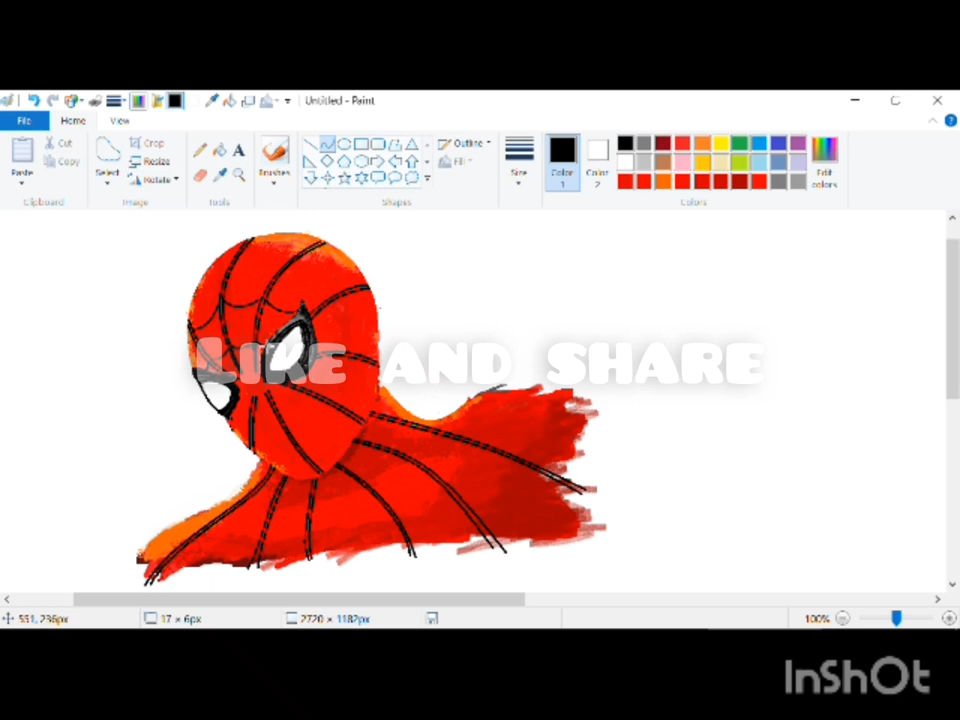 Untitled - Paint
File Home View
Paste
Cut
Copy
Clipboard
Select
Crop
Resize
Rotate
Image
A
Tools
Brushes
Outline
Fill
Shapes
Size
Color 1
Color 2
Edit colors
Colors
Like and share
551, 236px
17 × 6px
2720 × 1182px
100%
InShOt